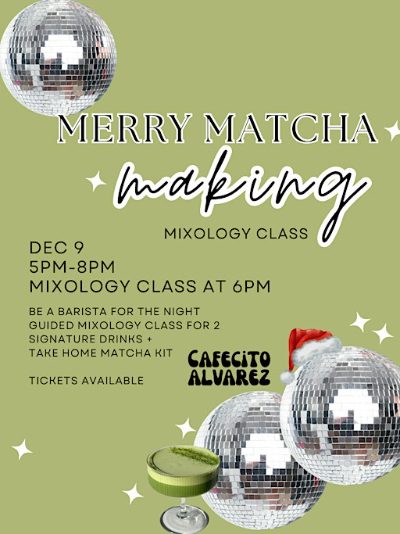 MERRY MATCHA
making
MIXOLOGY CLASS
DEC 9
5PM-8PM
MIXOLOGY CLASS AT 6PM
BE A BARISTA FOR THE NIGHT
GUIDED MIXOLOGY CLASS FOR 2
SIGNATURE DRINKS +
TAKE HOME MATCHA KIT
TICKETS AVAILABLE
CAFECITO
ALVAREZ